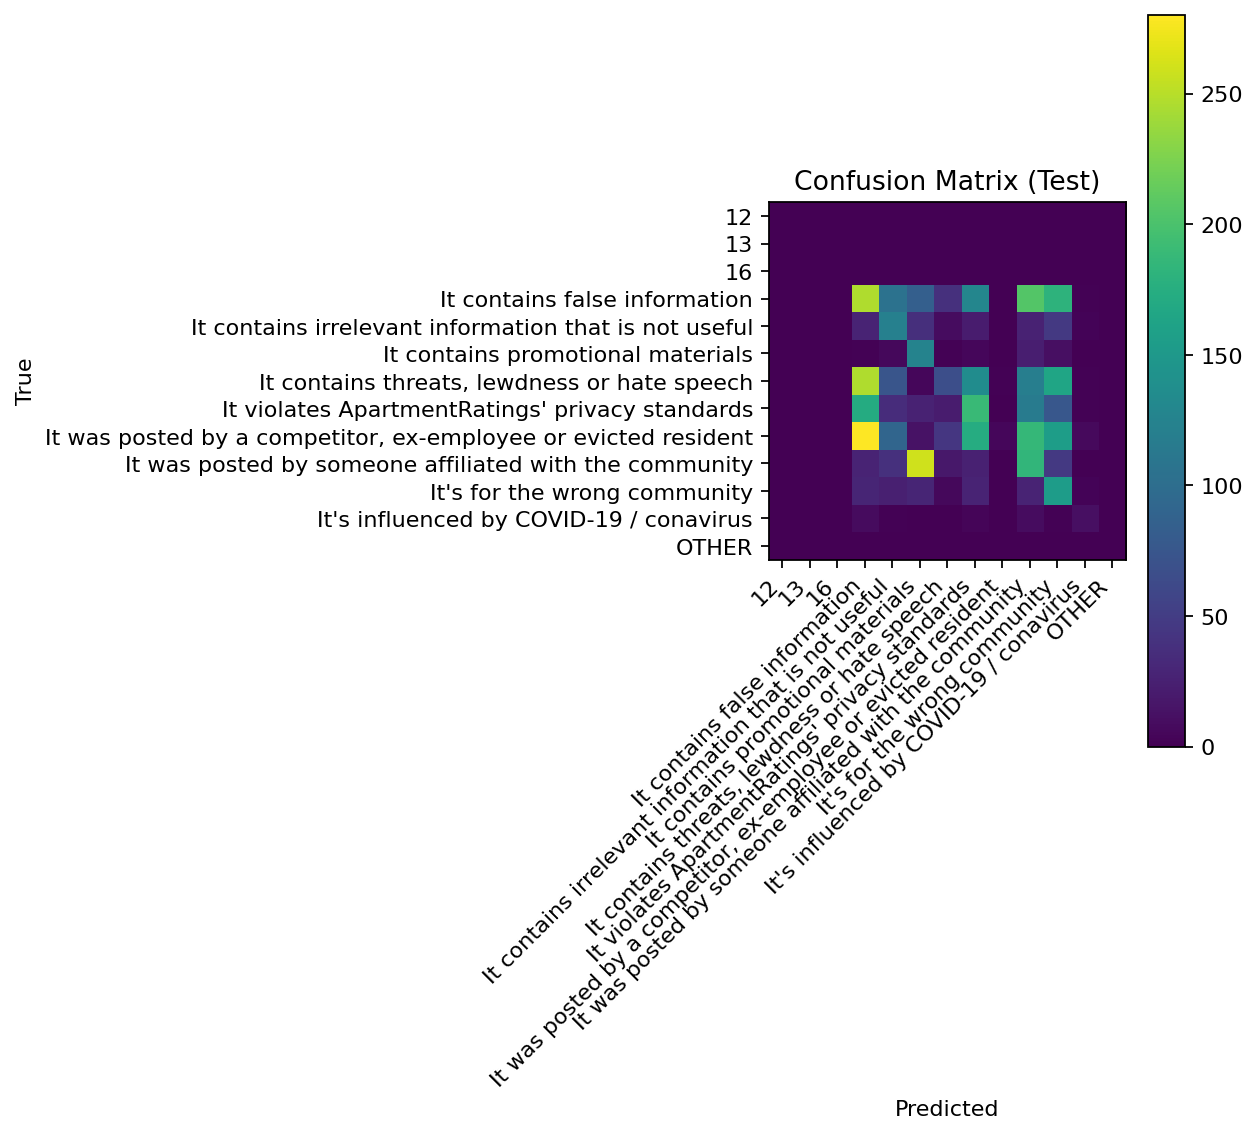 Confusion Matrix (Test)
True
12
13
16
It contains false information
It contains irrelevant information that is not useful
It contains promotional materials
It contains threats, lewdness or hate speech
It violates ApartmentRatings' privacy standards
It was posted by a competitor, ex-employee or evicted resident
It was posted by someone affiliated with the community
It's for the wrong community
It's influenced by COVID-19 / conavirus
OTHER
12
13
16
It contains false information
It contains irrelevant information that is not useful
It contains promotional materials
It contains threats, lewdness or hate speech
It violates ApartmentRatings' privacy standards
It was posted by a competitor, ex-employee or evicted resident
It was posted by someone affiliated with the community
It's for the wrong community
It's influenced by COVID-19 / conavirus
OTHER
Predicted
250
200
150
100
50
0